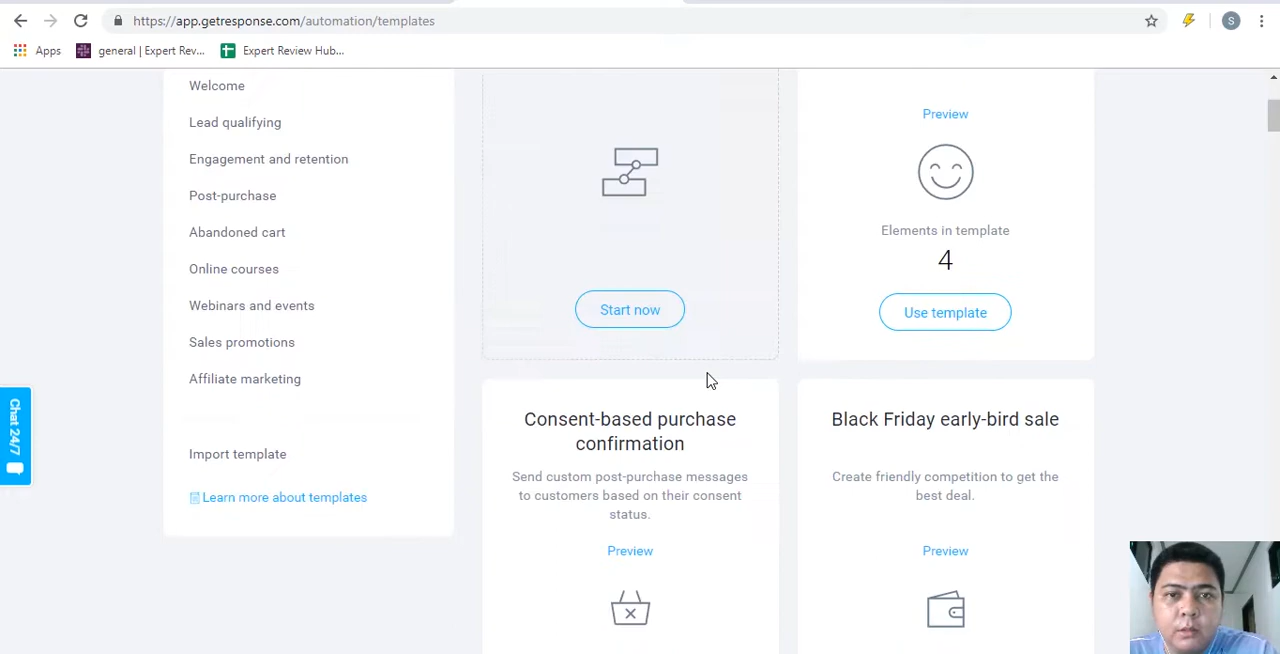 https://app.getresponse.com/automation/templates
S
Apps
general | Expert Rev...
Expert Review Hub...
Welcome
Lead qualifying
Engagement and retention
Post-purchase
Abandoned cart
Online courses
Webinars and events
Sales promotions
Affiliate marketing
Import template
Learn more about templates
Start now
Preview
Elements in template
4
Use template
Consent-based purchase
confirmation
Send custom post-purchase messages
to customers based on their consent
status.
Preview
Black Friday early-bird sale
Create friendly competition to get the
best deal.
Preview
Chat 24/7